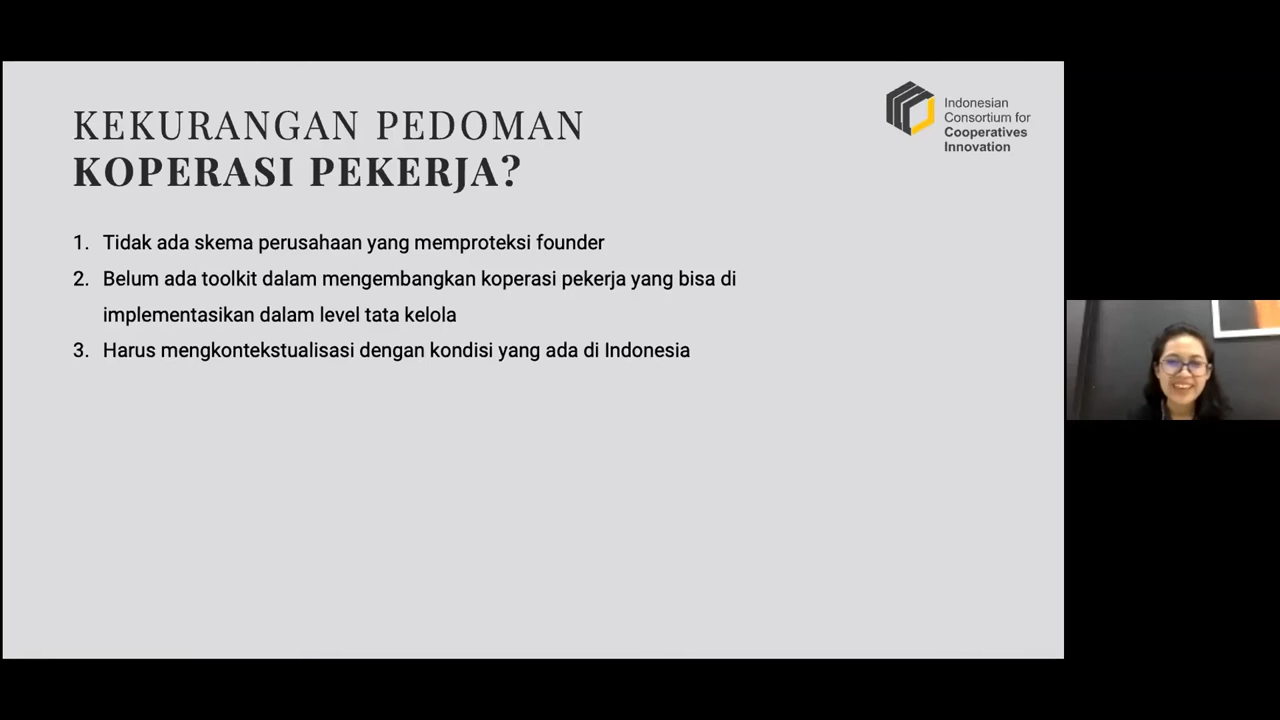 KEKURANGAN PEDOMAN
KOPERASI PEKERJA?
Indonesian
Consortium for
Cooperatives
Innovation
1. Tidak ada skema perusahaan yang memproteksi founder
2. Belum ada toolkit dalam mengembangkan koperasi pekerja yang bisa di
implementasikan dalam level tata kelola
3. Harus mengkontekstualisasi dengan kondisi yang ada di Indonesia